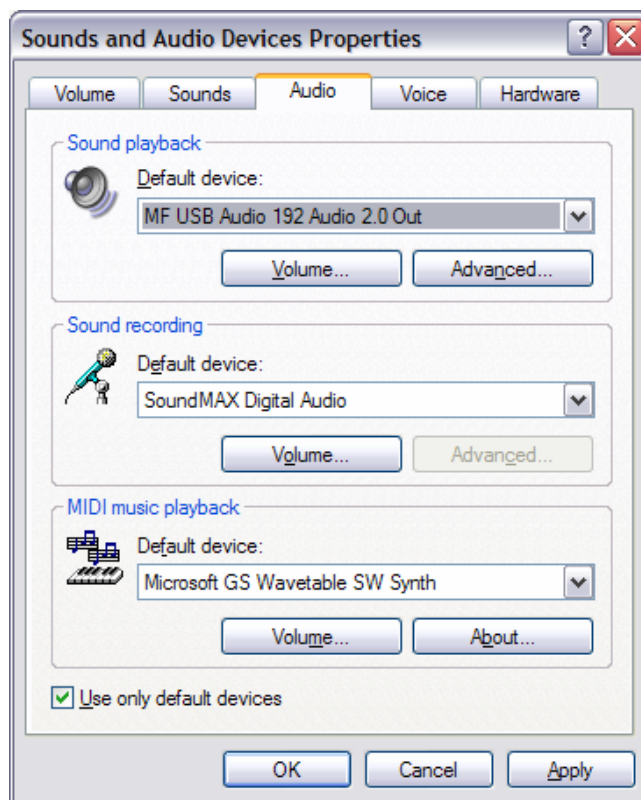 Sounds and Audio Devices Properties
Volume Sounds Audio Voice Hardware
Sound playback
Default device:
MF USB Audio 192 Audio 2.0 Out
Volume... Advanced...
Sound recording
Default device:
SoundMAX Digital Audio
Volume... Advanced...
MIDI music playback
Default device:
Microsoft GS Wavetable SW Synth
Volume... About...
Use only default devices
OK Cancel Apply